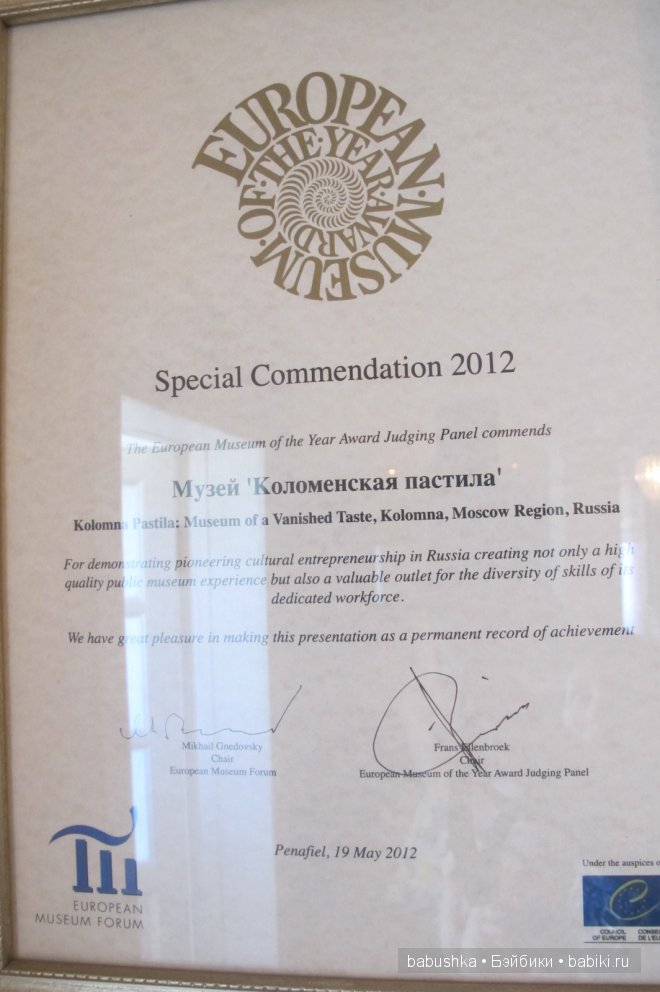 EUROPEAN · MUSEUM · OF · THE · YEAR · AWARD
Special Commendation 2012
The European Museum of the Year Award Judging Panel commends
Музей 'Коломенская пастила'
Kolomna Pastila: Museum of a Vanished Taste, Kolomna, Moscow Region, Russia
For demonstrating pioneering cultural entrepreneurship in Russia creating not only a high
quality public museum experience but also a valuable outlet for the diversity of skills of its
dedicated workforce.
We have great pleasure in making this presentation as a permanent record of achievement
Mikhail Gnedovsky
Chair
European Museum Forum
Frans
Chair
European Museum of the Year Award Judging Panel
Penafiel, 19 May 2012
EUROPEAN
MUSEUM FORUM
Under the auspices
COUNCIL
OF EUROPE
DE L'EU
babushka • Бэйбики • babiki.ru